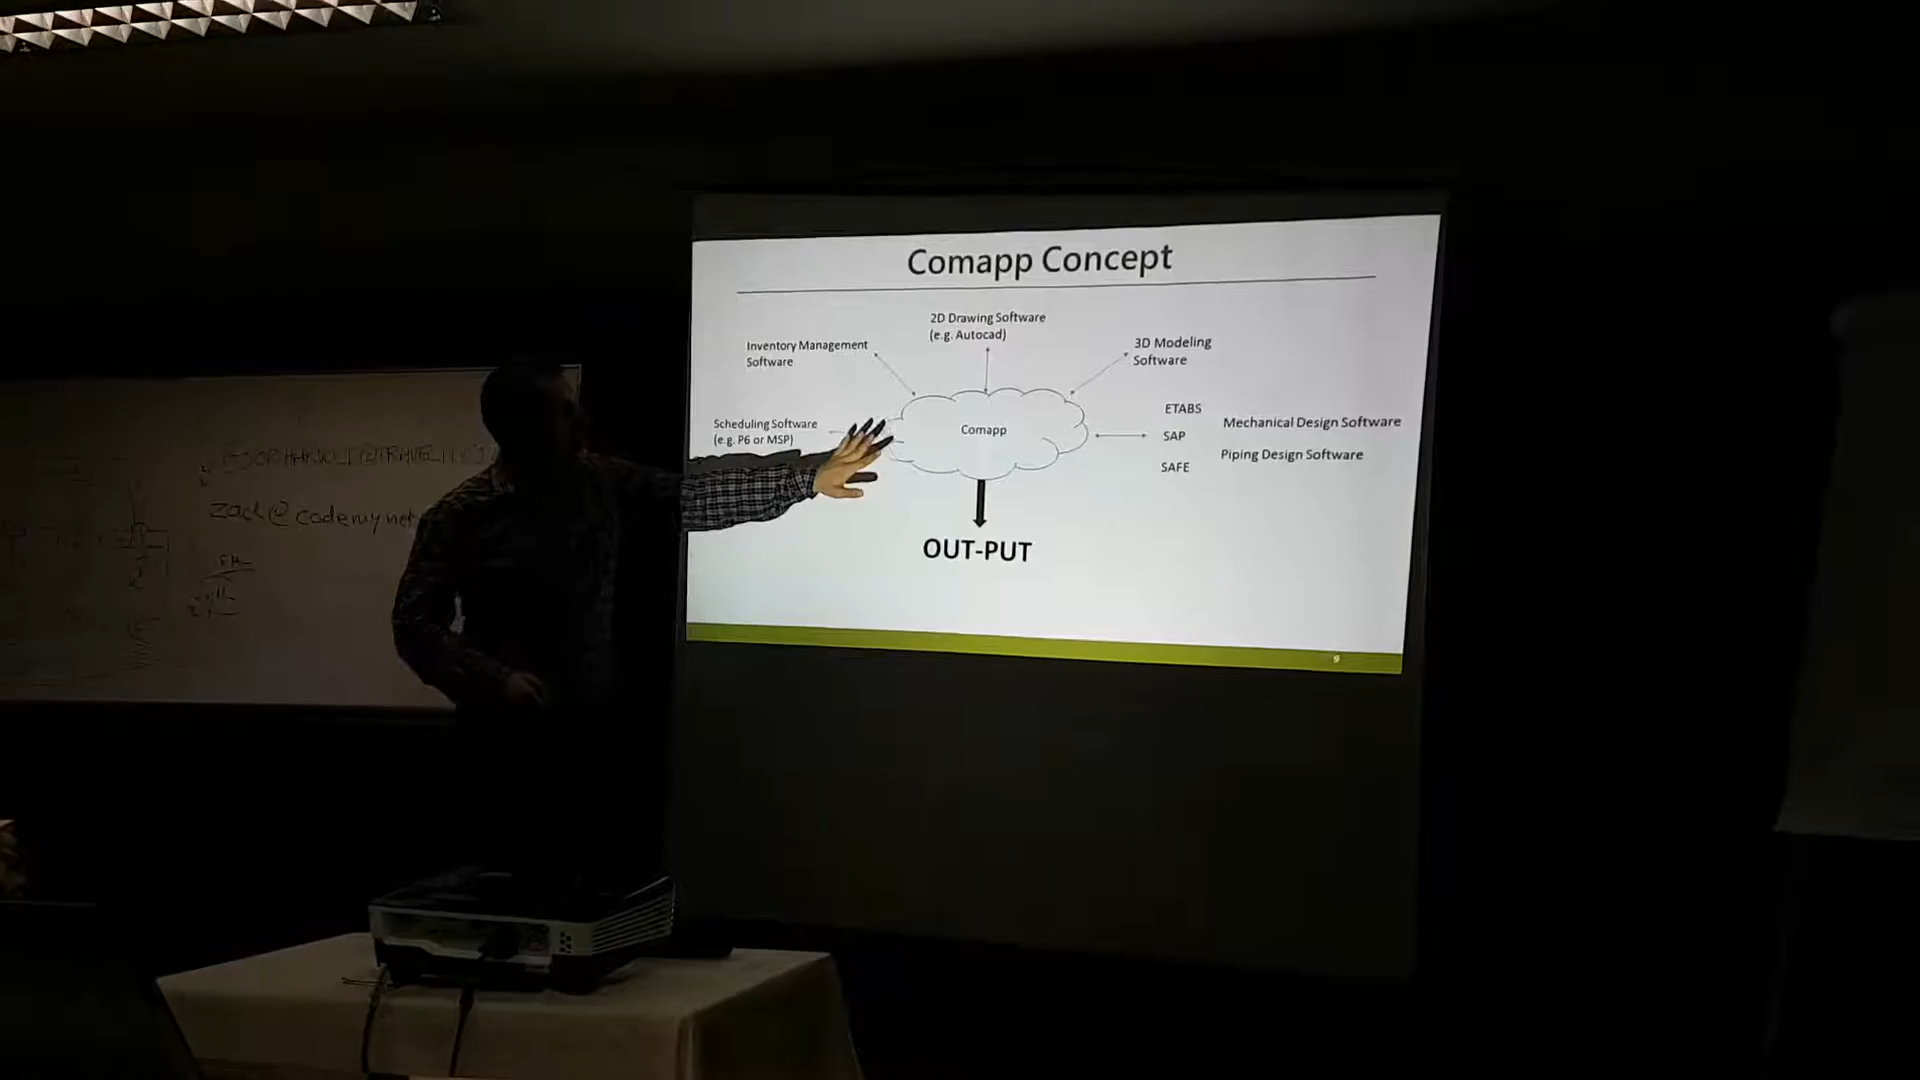 Comapp Concept
2D Drawing Software
(e.g. Autocad)
Inventory Management
Software
3D Modeling
Software
Scheduling Software
(e.g. P6 or MSP)
Comapp
ETABS
SAP
SAFE
Mechanical Design Software
Piping Design Software
OUT-PUT
9
zack@codemy.net